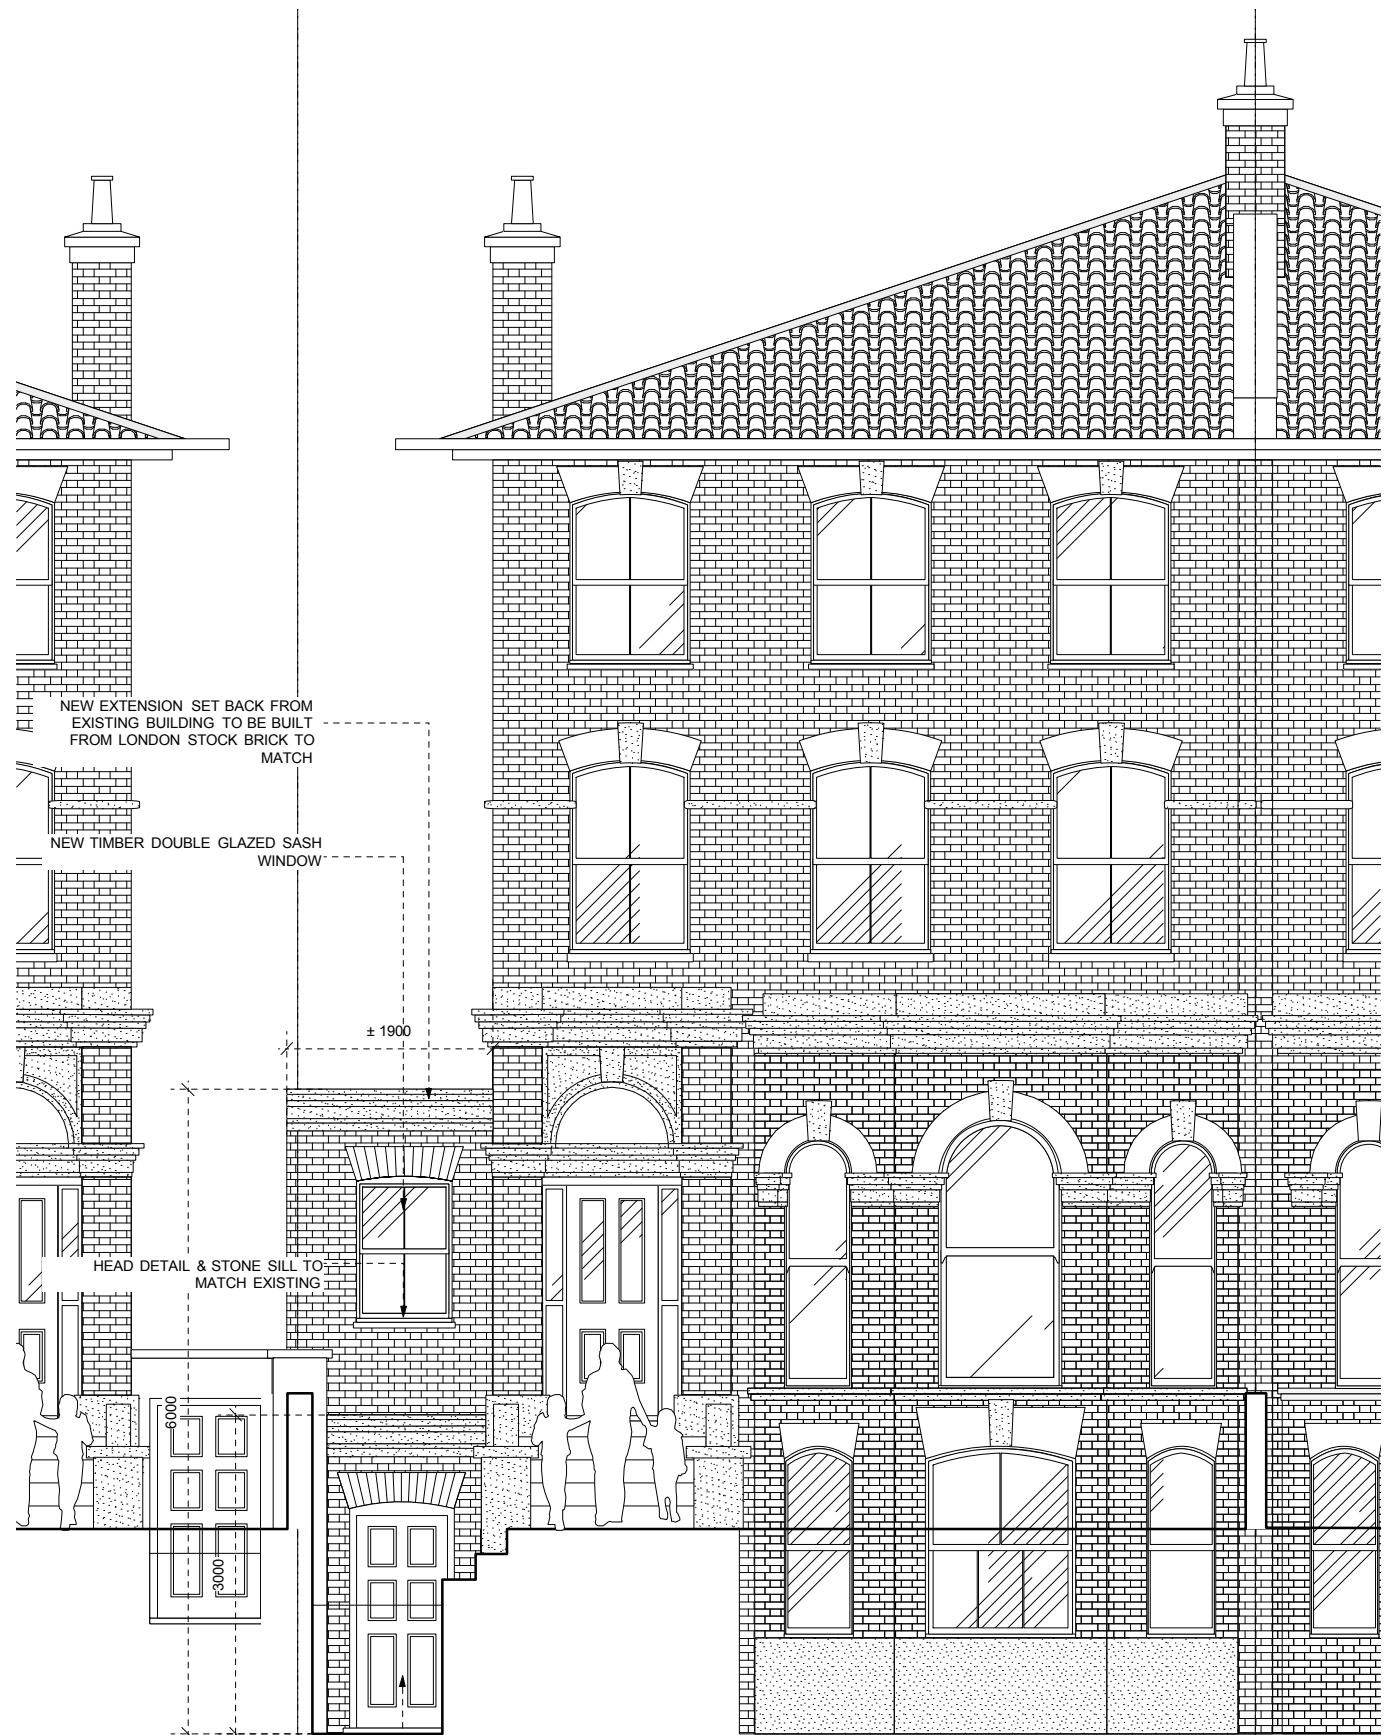 NEW EXTENSION SET BACK FROM
EXISTING BUILDING TO BE BUILT
FROM LONDON STOCK BRICK TO
MATCH
NEW TIMBER DOUBLE GLAZED SASH
WINDOW
± 1900
HEAD DETAIL & STONE SILL TO
MATCH EXISTING
6000
3000